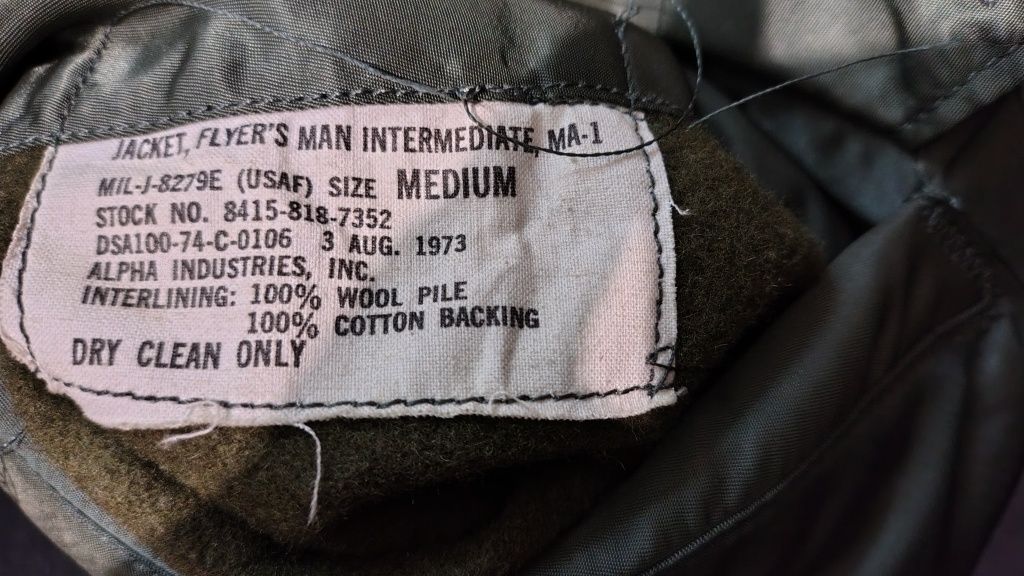 JACKET, FLYER'S MAN INTERMEDIATE, MA-1
MIL-J-8279E (USAF) SIZE MEDIUM
STOCK NO. 8415-818-7352
DSA100-74-C-0106 3 AUG. 1973
ALPHA INDUSTRIES, INC.
INTERLINING: 100% WOOL PILE
100% COTTON BACKING
DRY CLEAN ONLY